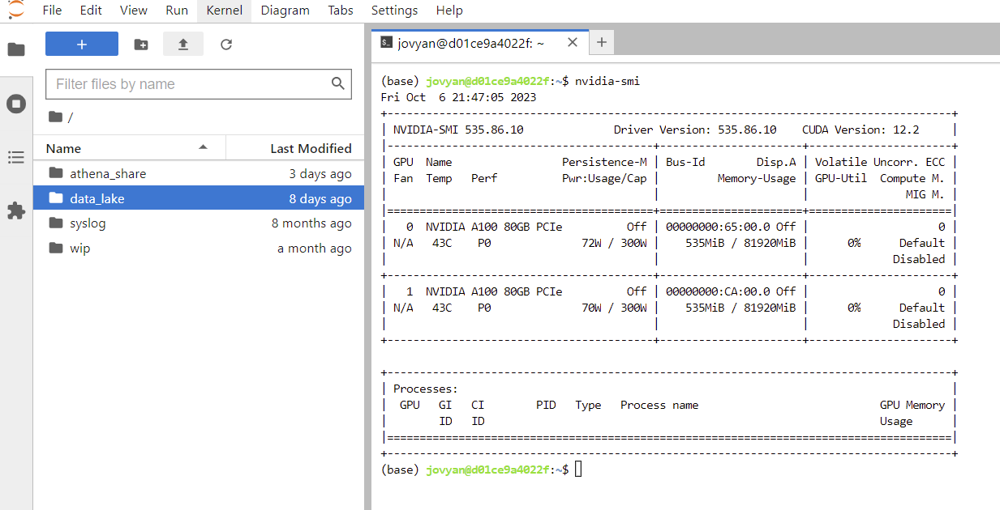 File Edit View Run Kernel Diagram Tabs Settings Help
+
Filter files by name
/
Name Last Modified
athena_share 3 days ago
data_lake 8 days ago
syslog 8 months ago
wip a month ago
$_ jovyan@d01ce9a4022f: ~ × +
(base) jovyan@d01ce9a4022f:~$ nvidia-smi
Fri Oct  6 21:47:05 2023
+---------------------------------------------------------------------------------------+
| NVIDIA-SMI 535.86.10              Driver Version: 535.86.10    CUDA Version: 12.2     |
|-----------------------------------------+----------------------+----------------------+
| GPU  Name                 Persistence-M | Bus-Id        Disp.A | Volatile Uncorr. ECC |
| Fan  Temp   Perf          Pwr:Usage/Cap |         Memory-Usage | GPU-Util  Compute M. |
|                                         |                      |               MIG M. |
|=========================================+======================+======================|
|   0  NVIDIA A100 80GB PCIe          Off | 00000000:65:00.0 Off |                    0 |
| N/A   43C    P0              72W / 300W |    535MiB / 81920MiB |      0%      Default |
|                                         |                      |             Disabled |
+-----------------------------------------+----------------------+----------------------+
|   1  NVIDIA A100 80GB PCIe          Off | 00000000:CA:00.0 Off |                    0 |
| N/A   43C    P0              70W / 300W |    535MiB / 81920MiB |      0%      Default |
|                                         |                      |             Disabled |
+-----------------------------------------+----------------------+----------------------+
+---------------------------------------------------------------------------------------+
| Processes:                                                                            |
|  GPU   GI   CI        PID   Type   Process name                            GPU Memory |
|        ID   ID                                                             Usage      |
|=======================================================================================|
+---------------------------------------------------------------------------------------+
(base) jovyan@d01ce9a4022f:~$